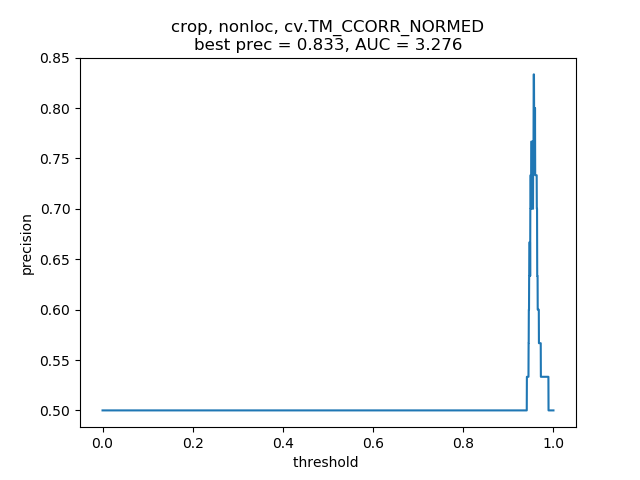 crop, nonloc, cv.TM_CCORR_NORMED
best prec = 0.833, AUC = 3.276
0.85
0.80
0.75
0.70
0.65
0.60
0.55
0.50
precision
0.0 0.2 0.4 0.6 0.8 1.0
threshold